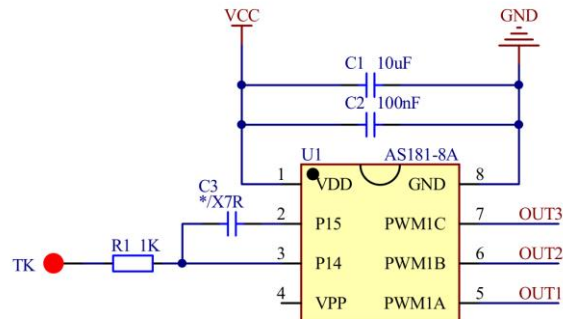 VCC
GND
C1 10uF
C2 100nF
U1 AS181-8A
1 VDD GND 8
C3
*/X7R
2 P15 PWM1C 7 OUT3
R1 1K
TK
3 P14 PWM1B 6 OUT2
4 VPP PWM1A 5 OUT1